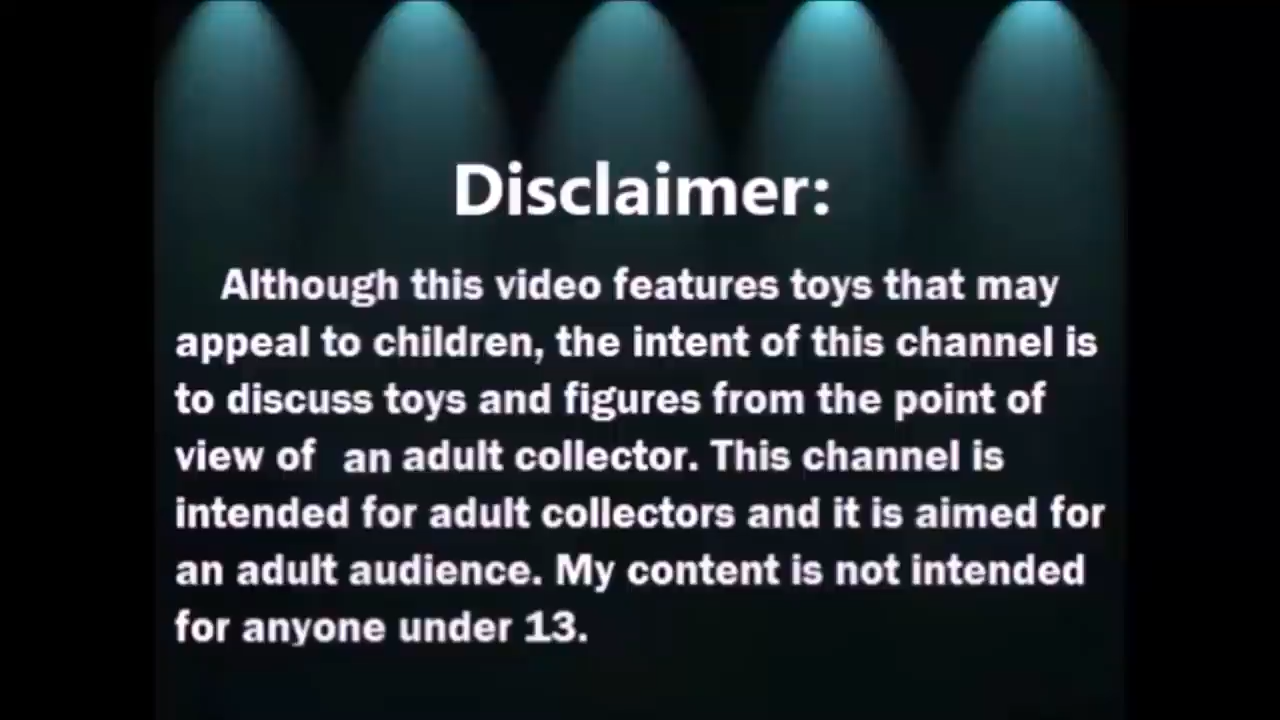 Disclaimer:
Although this video features toys that may
appeal to children, the intent of this channel is
to discuss toys and figures from the point of
view of an adult collector. This channel is
intended for adult collectors and it is aimed for
an adult audience. My content is not intended
for anyone under 13.